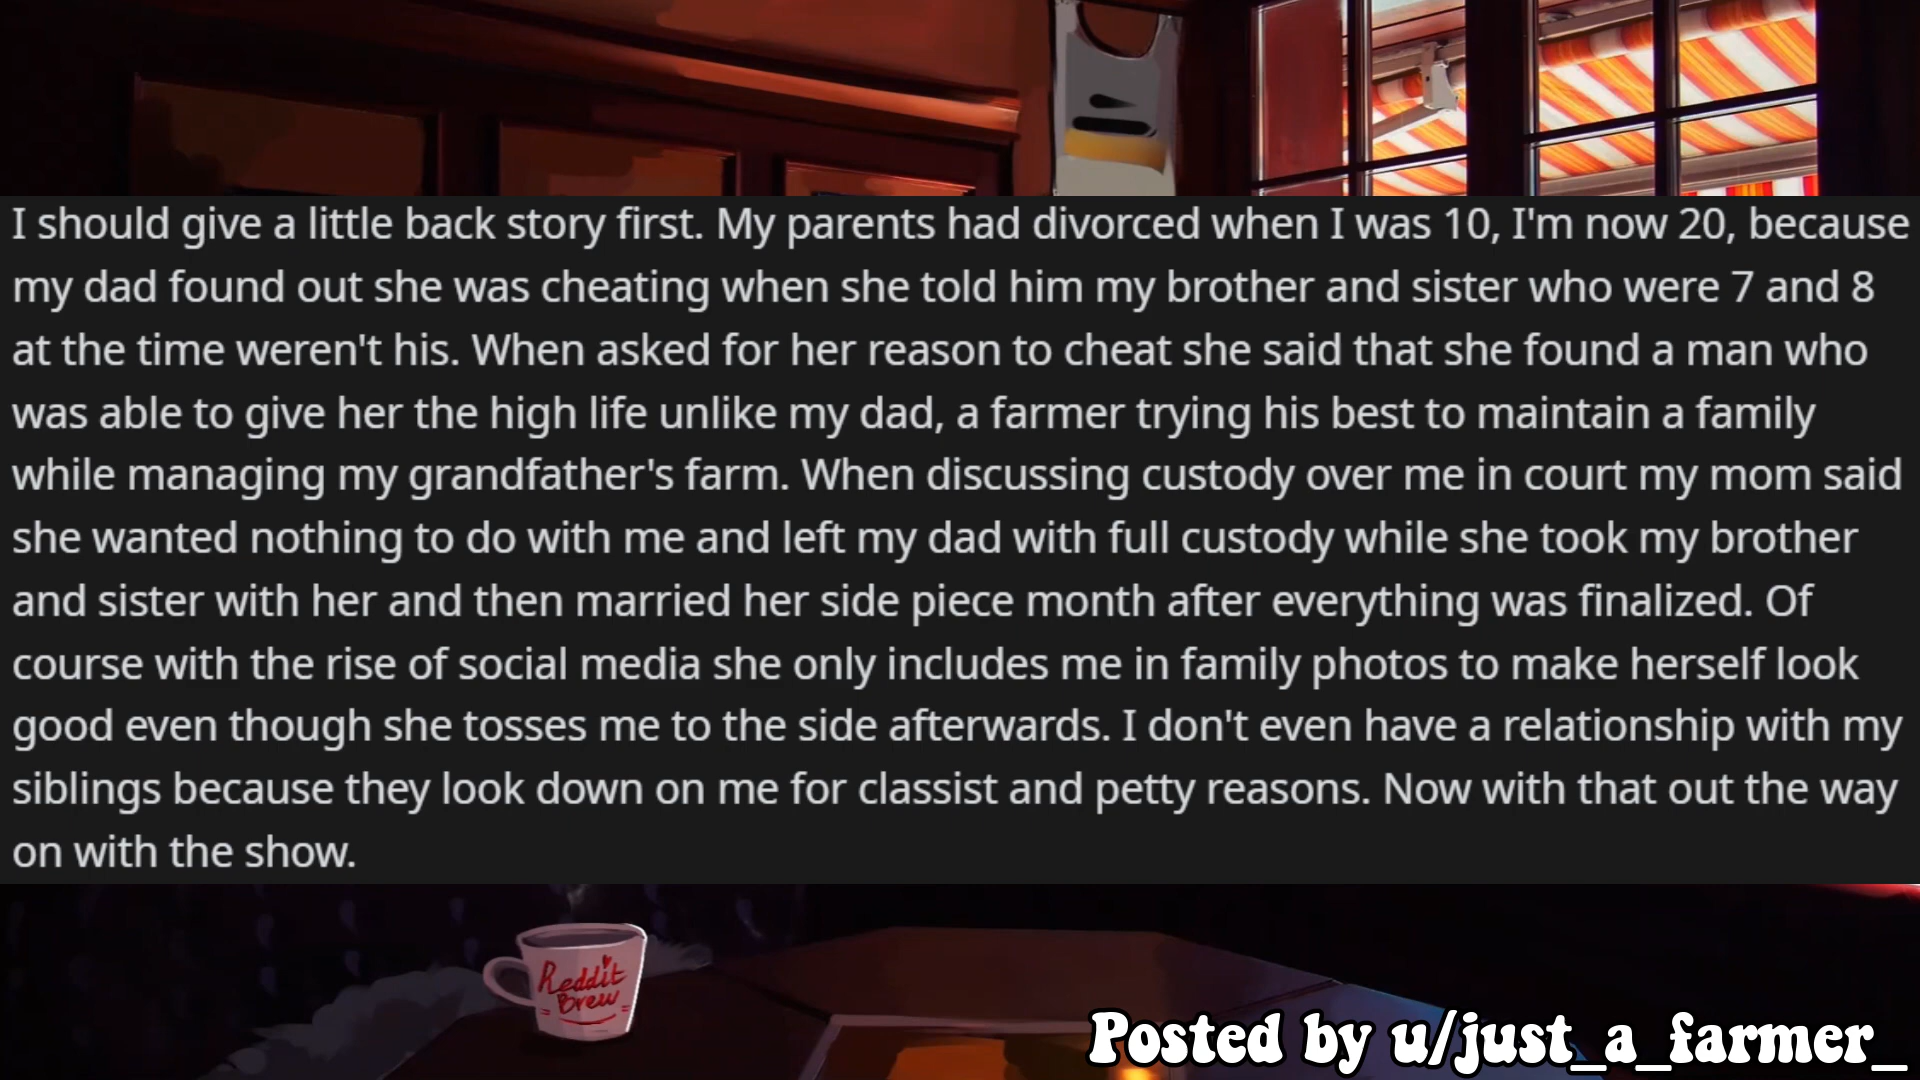 I should give a little back story first. My parents had divorced when I was 10, I'm now 20, because
my dad found out she was cheating when she told him my brother and sister who were 7 and 8
at the time weren't his. When asked for her reason to cheat she said that she found a man who
was able to give her the high life unlike my dad, a farmer trying his best to maintain a family
while managing my grandfather's farm. When discussing custody over me in court my mom said
she wanted nothing to do with me and left my dad with full custody while she took my brother
and sister with her and then married her side piece month after everything was finalized. Of
course with the rise of social media she only includes me in family photos to make herself look
good even though she tosses me to the side afterwards. I don't even have a relationship with my
siblings because they look down on me for classist and petty reasons. Now with that out the way
on with the show.
Reddit
Brew
Posted by u/just_a_farmer_